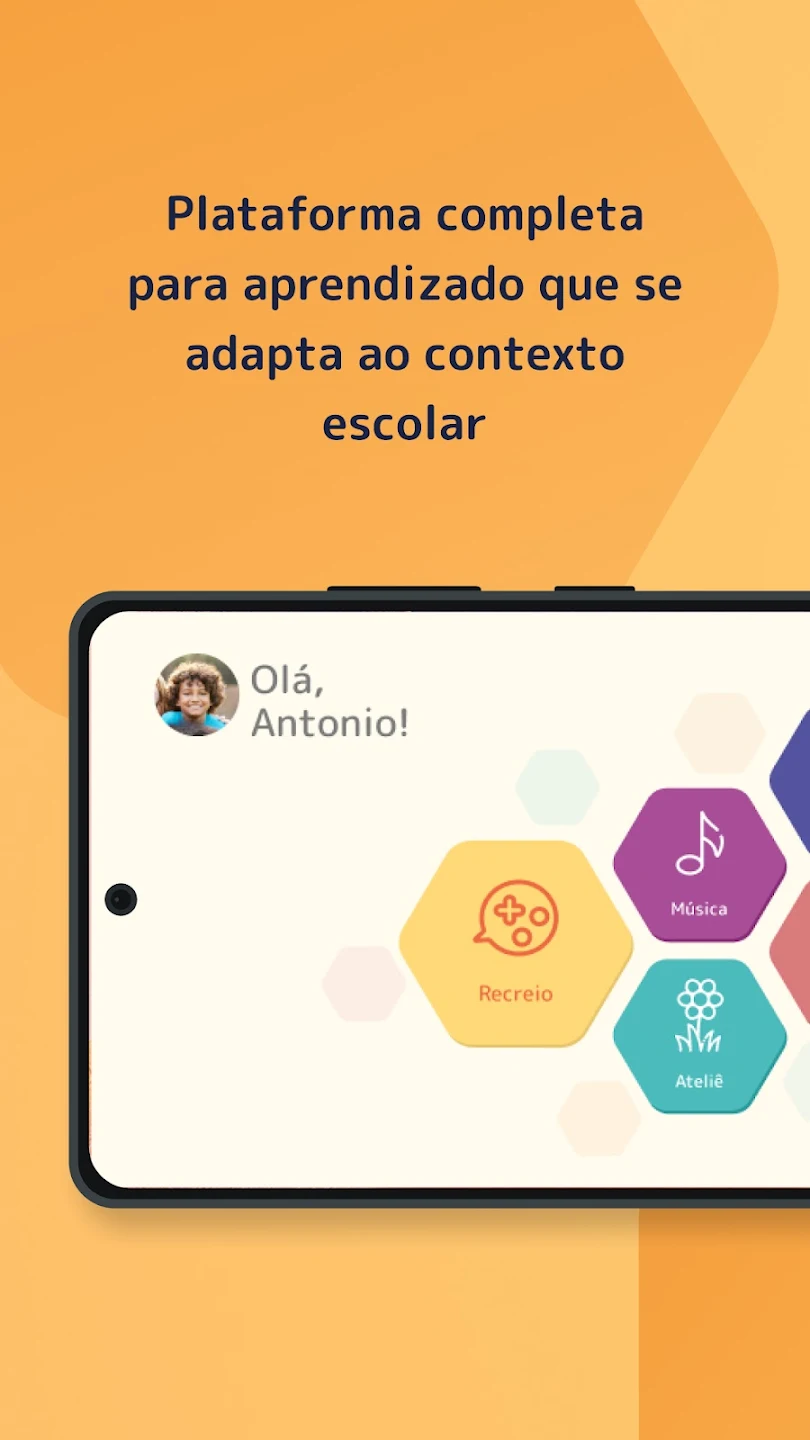 Plataforma completa
para aprendizado que se
adapta ao contexto
escolar
Olá,
Antonio!
Música
Recreio
Ateliê